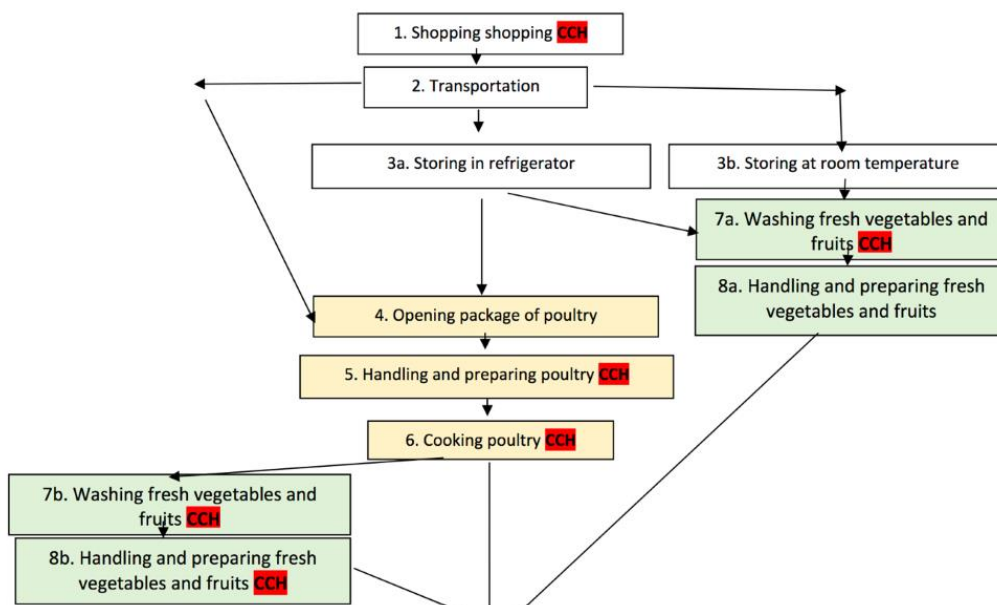 1. Shopping shopping CCH
2. Transportation
3a. Storing in refrigerator
3b. Storing at room temperature
7a. Washing fresh vegetables and
fruits CCH
8a. Handling and preparing fresh
vegetables and fruits
4. Opening package of poultry
5. Handling and preparing poultry CCH
6. Cooking poultry CCH
7b. Washing fresh vegetables and
fruits CCH
8b. Handling and preparing fresh
vegetables and fruits CCH